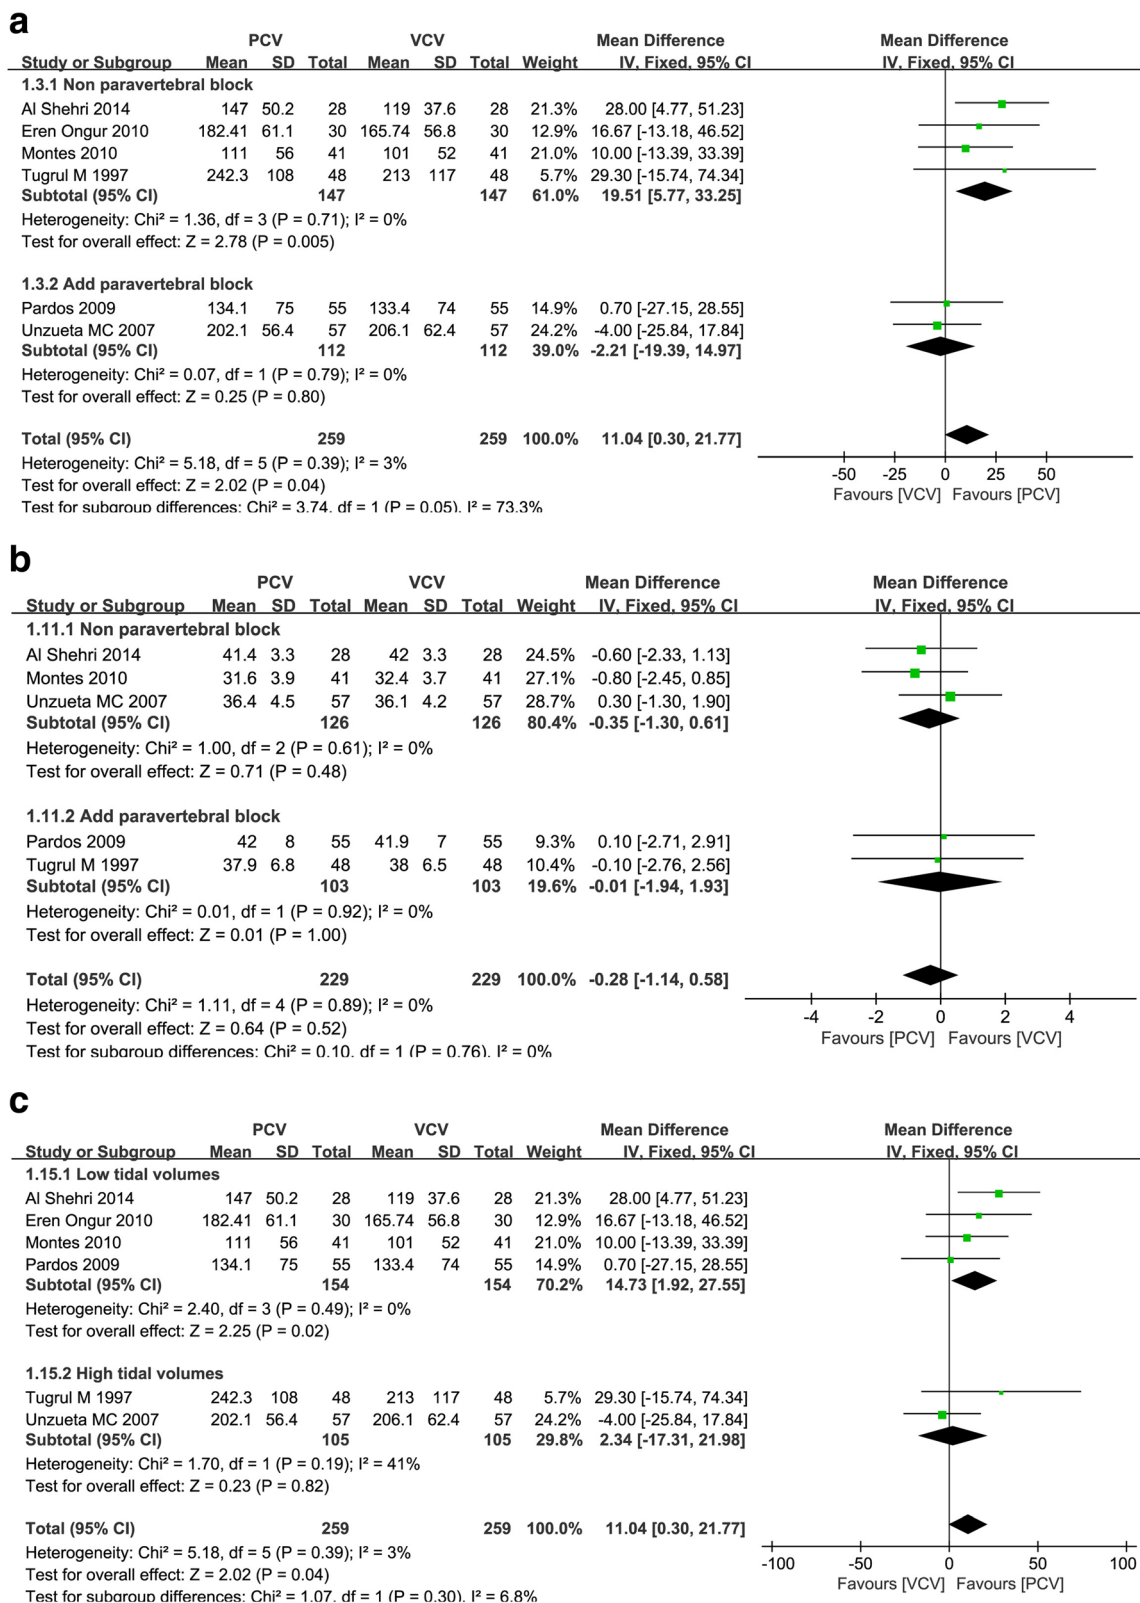 a
PCV VCV Mean Difference Mean Difference
Study or Subgroup Mean SD Total Mean SD Total Weight IV, Fixed, 95% CI IV, Fixed, 95% CI
1.3.1 Non paravertebral block
Al Shehri 2014 147 50.2 28 119 37.6 28 21.3% 28.00 [4.77, 51.23]
Eren Ongur 2010 182.41 61.1 30 165.74 56.8 30 12.9% 16.67 [-13.18, 46.52]
Montes 2010 111 56 41 101 52 41 21.0% 10.00 [-13.39, 33.39]
Tugrul M 1997 242.3 108 48 213 117 48 5.7% 29.30 [-15.74, 74.34]
Subtotal (95% CI) 147 147 61.0% 19.51 [5.77, 33.25]
Heterogeneity: Chi² = 1.36, df = 3 (P = 0.71); I² = 0%
Test for overall effect: Z = 2.78 (P = 0.005)
1.3.2 Add paravertebral block
Pardos 2009 134.1 75 55 133.4 74 55 14.9% 0.70 [-27.15, 28.55]
Unzueta MC 2007 202.1 56.4 57 206.1 62.4 57 24.2% -4.00 [-25.84, 17.84]
Subtotal (95% CI) 112 112 39.0% -2.21 [-19.39, 14.97]
Heterogeneity: Chi² = 0.07, df = 1 (P = 0.79); I² = 0%
Test for overall effect: Z = 0.25 (P = 0.80)
Total (95% CI) 259 259 100.0% 11.04 [0.30, 21.77]
Heterogeneity: Chi² = 5.18, df = 5 (P = 0.39); I² = 3%
Test for overall effect: Z = 2.02 (P = 0.04)
Test for subgroup differences: Chi² = 3.74, df = 1 (P = 0.05), I² = 73.3%
-50 -25 0 25 50
Favours [VCV] Favours [PCV]
b
PCV VCV Mean Difference Mean Difference
Study or Subgroup Mean SD Total Mean SD Total Weight IV, Fixed, 95% CI IV, Fixed, 95% CI
1.11.1 Non paravertebral block
Al Shehri 2014 41.4 3.3 28 42 3.3 28 24.5% -0.60 [-2.33, 1.13]
Montes 2010 31.6 3.9 41 32.4 3.7 41 27.1% -0.80 [-2.45, 0.85]
Unzueta MC 2007 36.4 4.5 57 36.1 4.2 57 28.7% 0.30 [-1.30, 1.90]
Subtotal (95% CI) 126 126 80.4% -0.35 [-1.30, 0.61]
Heterogeneity: Chi² = 1.00, df = 2 (P = 0.61); I² = 0%
Test for overall effect: Z = 0.71 (P = 0.48)
1.11.2 Add paravertebral block
Pardos 2009 42 8 55 41.9 7 55 9.3% 0.10 [-2.71, 2.91]
Tugrul M 1997 37.9 6.8 48 38 6.5 48 10.4% -0.10 [-2.76, 2.56]
Subtotal (95% CI) 103 103 19.6% -0.01 [-1.94, 1.93]
Heterogeneity: Chi² = 0.01, df = 1 (P = 0.92); I² = 0%
Test for overall effect: Z = 0.01 (P = 1.00)
Total (95% CI) 229 229 100.0% -0.28 [-1.14, 0.58]
Heterogeneity: Chi² = 1.11, df = 4 (P = 0.89); I² = 0%
Test for overall effect: Z = 0.64 (P = 0.52)
Test for subgroup differences: Chi² = 0.10, df = 1 (P = 0.76), I² = 0%
-4 -2 0 2 4
Favours [PCV] Favours [VCV]
c
PCV VCV Mean Difference Mean Difference
Study or Subgroup Mean SD Total Mean SD Total Weight IV, Fixed, 95% CI IV, Fixed, 95% CI
1.15.1 Low tidal volumes
Al Shehri 2014 147 50.2 28 119 37.6 28 21.3% 28.00 [4.77, 51.23]
Eren Ongur 2010 182.41 61.1 30 165.74 56.8 30 12.9% 16.67 [-13.18, 46.52]
Montes 2010 111 56 41 101 52 41 21.0% 10.00 [-13.39, 33.39]
Pardos 2009 134.1 75 55 133.4 74 55 14.9% 0.70 [-27.15, 28.55]
Subtotal (95% CI) 154 154 70.2% 14.73 [1.92, 27.55]
Heterogeneity: Chi² = 2.40, df = 3 (P = 0.49); I² = 0%
Test for overall effect: Z = 2.25 (P = 0.02)
1.15.2 High tidal volumes
Tugrul M 1997 242.3 108 48 213 117 48 5.7% 29.30 [-15.74, 74.34]
Unzueta MC 2007 202.1 56.4 57 206.1 62.4 57 24.2% -4.00 [-25.84, 17.84]
Subtotal (95% CI) 105 105 29.8% 2.34 [-17.31, 21.98]
Heterogeneity: Chi² = 1.70, df = 1 (P = 0.19); I² = 41%
Test for overall effect: Z = 0.23 (P = 0.82)
Total (95% CI) 259 259 100.0% 11.04 [0.30, 21.77]
Heterogeneity: Chi² = 5.18, df = 5 (P = 0.39); I² = 3%
Test for overall effect: Z = 2.02 (P = 0.04)
Test for subgroup differences: Chi² = 1.07, df = 1 (P = 0.30), I² = 6.8%
-100 -50 0 50 100
Favours [VCV] Favours [PCV]